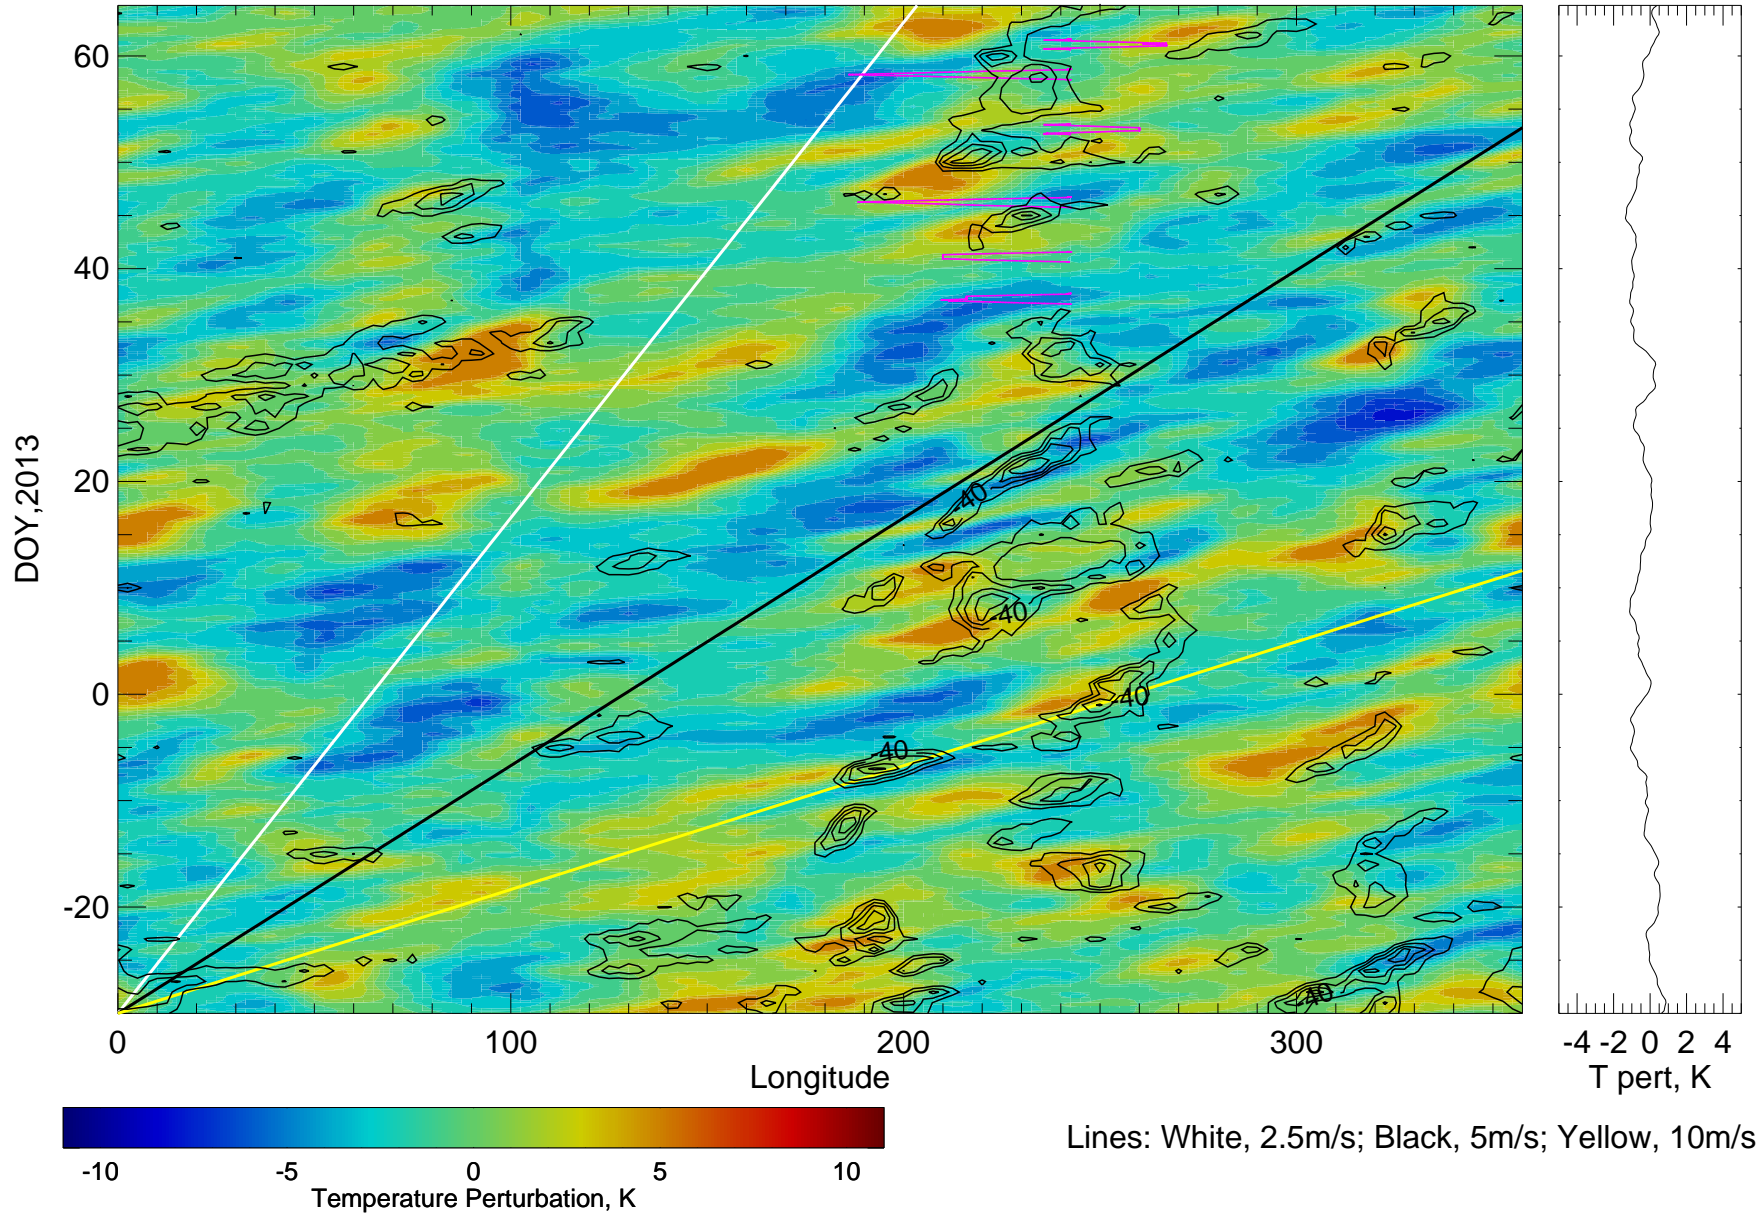 DOY,2013
60
40
20
0
-20
-40
-40
-40
-40
-40
0 100 200 300
Longitude
-4 -2 0 2 4
T pert, K
-10 -5 0 5 10
Temperature Perturbation, K
Lines: White, 2.5m/s; Black, 5m/s; Yellow, 10m/s